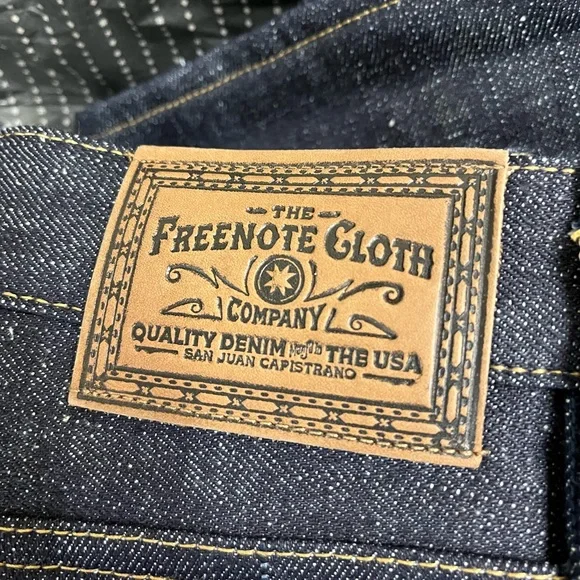 THE
FREENOTE CLOTH
COMPANY
QUALITY DENIM THE USA
SAN JUAN CAPISTRANO